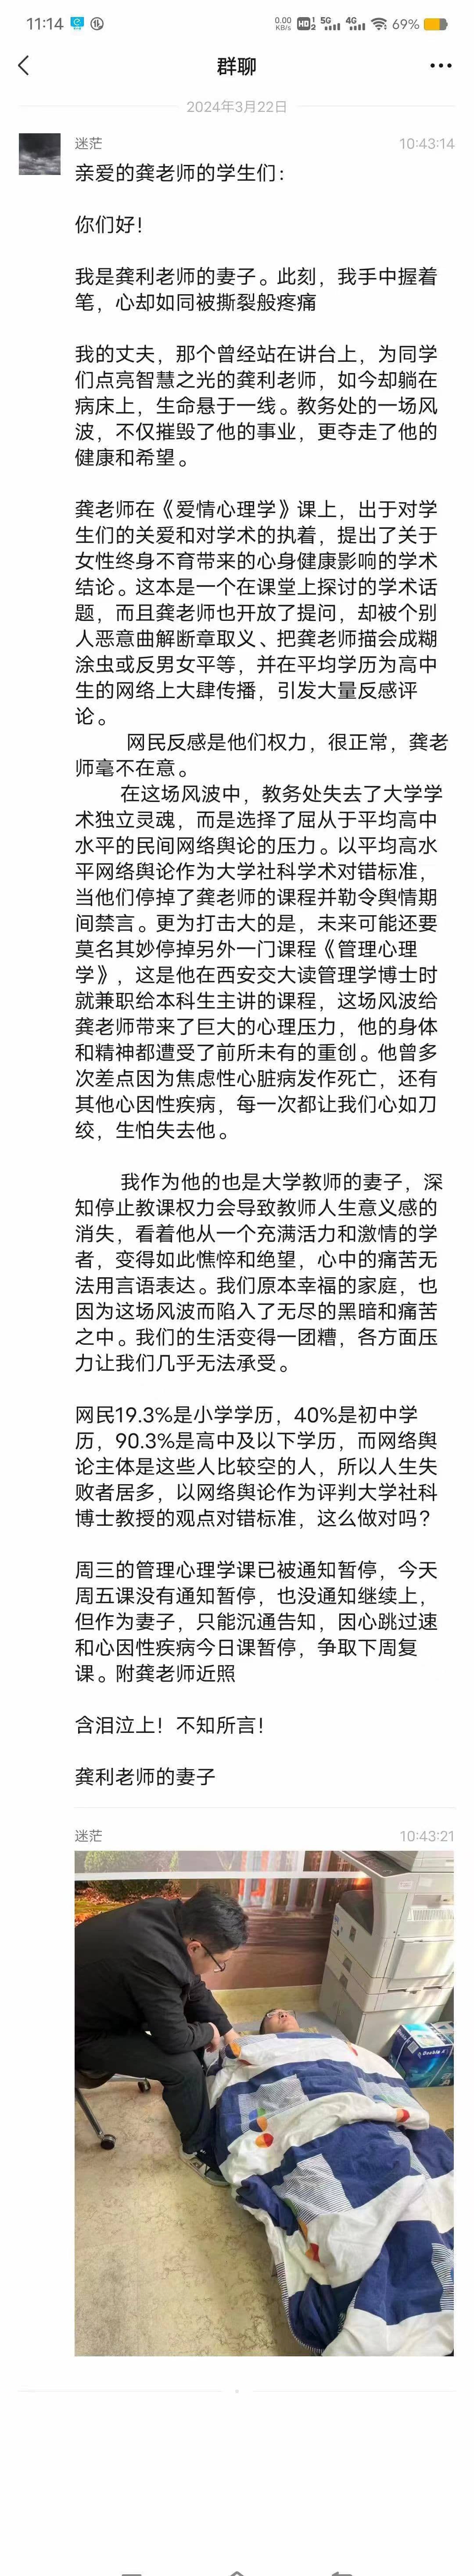 11:14
0.00 KB/s
HD 1 2
5G
4G
69%
群聊
2024年3月22日
迷茫
10:43:14
亲爱的龚老师的学生们：
你们好！
我是龚利老师的妻子。此刻，我手中握着
笔，心却如同被撕裂般疼痛
我的丈夫，那个曾经站在讲台上，为同学
们点亮智慧之光的龚利老师，如今却躺在
病床上，生命悬于一线。教务处的一场风
波，不仅摧毁了他的事业，更夺走了他的
健康和希望。
龚老师在《爱情心理学》课上，出于对学
生们的关爱和对学术的执着，提出了关于
女性终身不育带来的心身健康影响的学术
结论。这本是一个在课堂上探讨的学术话
题，而且龚老师也开放了提问，却被个别
人恶意曲解断章取义、把龚老师描会成糊
涂虫或反男女平等，并在平均学历为高中
生的网络上大肆传播，引发大量反感评
论。
网民反感是他们权力，很正常，龚老
师毫不在意。
在这场风波中，教务处失去了大学学
术独立灵魂，而是选择了屈从于平均高中
水平的民间网络舆论的压力。以平均高水
平网络舆论作为大学社科学术对错标准，
当他们停掉了龚老师的课程并勒令舆情期
间禁言。更为打击大的是，未来可能还要
莫名其妙停掉另外一门课程《管理心理
学》，这是他在西安交大读管理学博士时
就兼职给本科生主讲的课程，这场风波给
龚老师带来了巨大的心理压力，他的身体
和精神都遭受了前所未有的重创。他曾多
次差点因为焦虑性心脏病发作死亡，还有
其他心因性疾病，每一次都让我们心如刀
绞，生怕失去他。
我作为他的也是大学教师的妻子，深
知停止教课权力会导致教师人生意义感的
消失，看着他从一个充满活力和激情的学
者，变得如此憔悴和绝望，心中的痛苦无
法用言语表达。我们原本幸福的家庭，也
因为这场风波而陷入了无尽的黑暗和痛苦
之中。我们的生活变得一团糟，各方面压
力让我们几乎无法承受。
网民19.3%是小学学历，40%是初中学
历，90.3%是高中及以下学历，而网络舆
论主体是这些人比较空的人，所以人生失
败者居多，以网络舆论作为评判大学社科
博士教授的观点对错标准，这么做对吗？
周三的管理心理学课已被通知暂停，今天
周五课没有通知暂停，也没通知继续上，
但作为妻子，只能沉通告知，因心跳过速
和心因性疾病今日课暂停，争取下周复
课。附龚老师近照
含泪泣上！不知所言！
龚利老师的妻子
迷茫
10:43:21
Double A